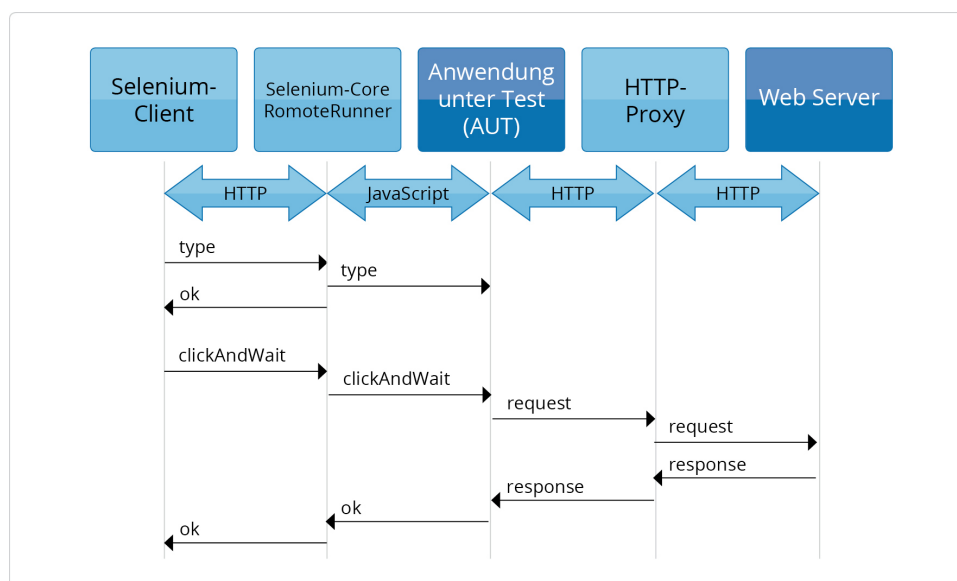 Selenium-
Client
Selenium-Core
RomoteRunner
Anwendung
unter Test
(AUT)
HTTP-
Proxy
Web Server
HTTP
JavaScript
HTTP
HTTP
type
type
ok
clickAndWait
clickAndWait
request
request
response
response
ok
ok